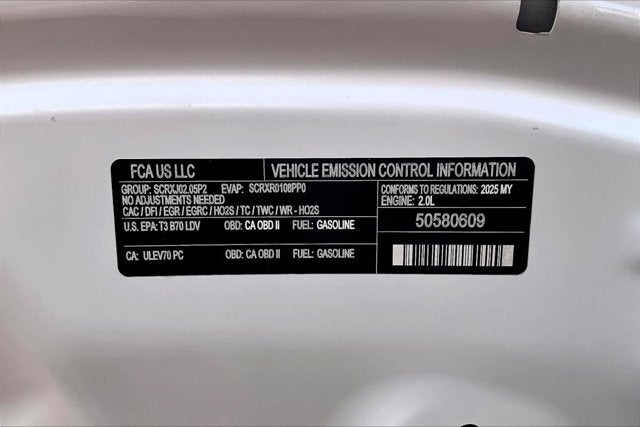 FCA US LLC VEHICLE EMISSION CONTROL INFORMATION
GROUP: SCRXJ02.05P2 EVAP: SCRXR0108PP0
NO ADJUSTMENTS NEEDED
CAC / DFI / EGR / EGRC / HO2S / TC / TWC / WR - HO2S
U.S. EPA: T3 B70 LDV OBD: CA OBD II FUEL: GASOLINE
CA: ULEV70 PC OBD: CA OBD II FUEL: GASOLINE
CONFORMS TO REGULATIONS: 2025 MY
ENGINE: 2.0L
50580609